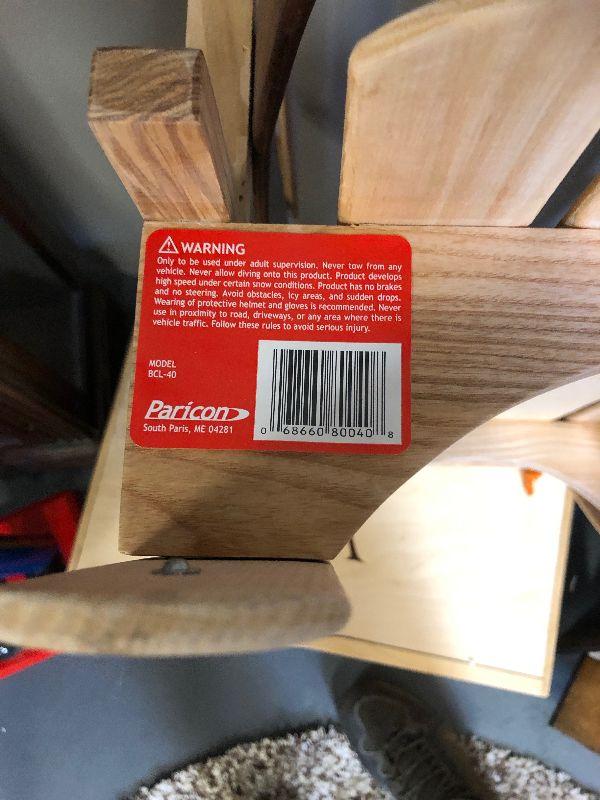 WARNING
Only to be used under adult supervision. Never tow from any
vehicle. Never allow diving onto this product. Product develops
high speed under certain snow conditions. Product has no brakes
and no steering. Avoid obstacles, icy areas, and sudden drops.
Wearing of protective helmet and gloves is recommended. Never
use in proximity to road, driveways, or any area where there is
vehicle traffic. Follow these rules to avoid serious injury.
MODEL
BCL-40
Paricon
South Paris, ME 04281
0 68660 80040 8